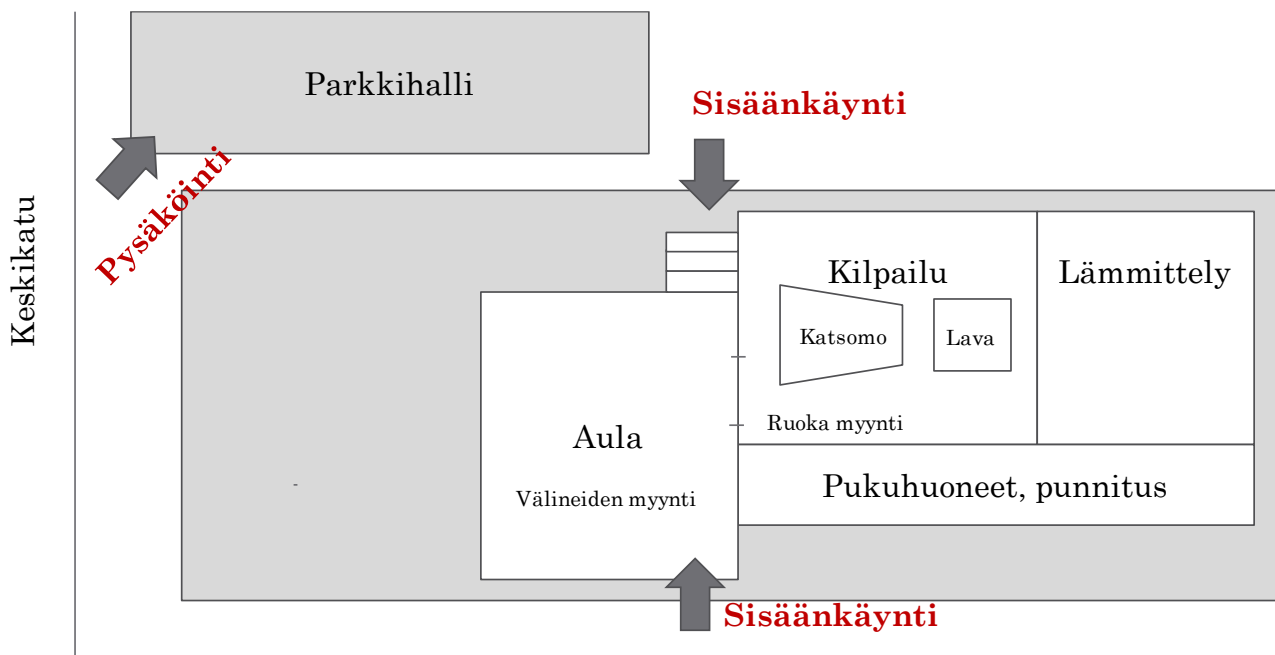 Parkkihalli
Sisäänkäynti
Pysäköinti
Keskikatu
Kilpailu
Lämmittely
Katsomo
Lava
Ruoka myynti
Aula
Välineiden myynti
Pukuhuoneet, punnitus
Sisäänkäynti